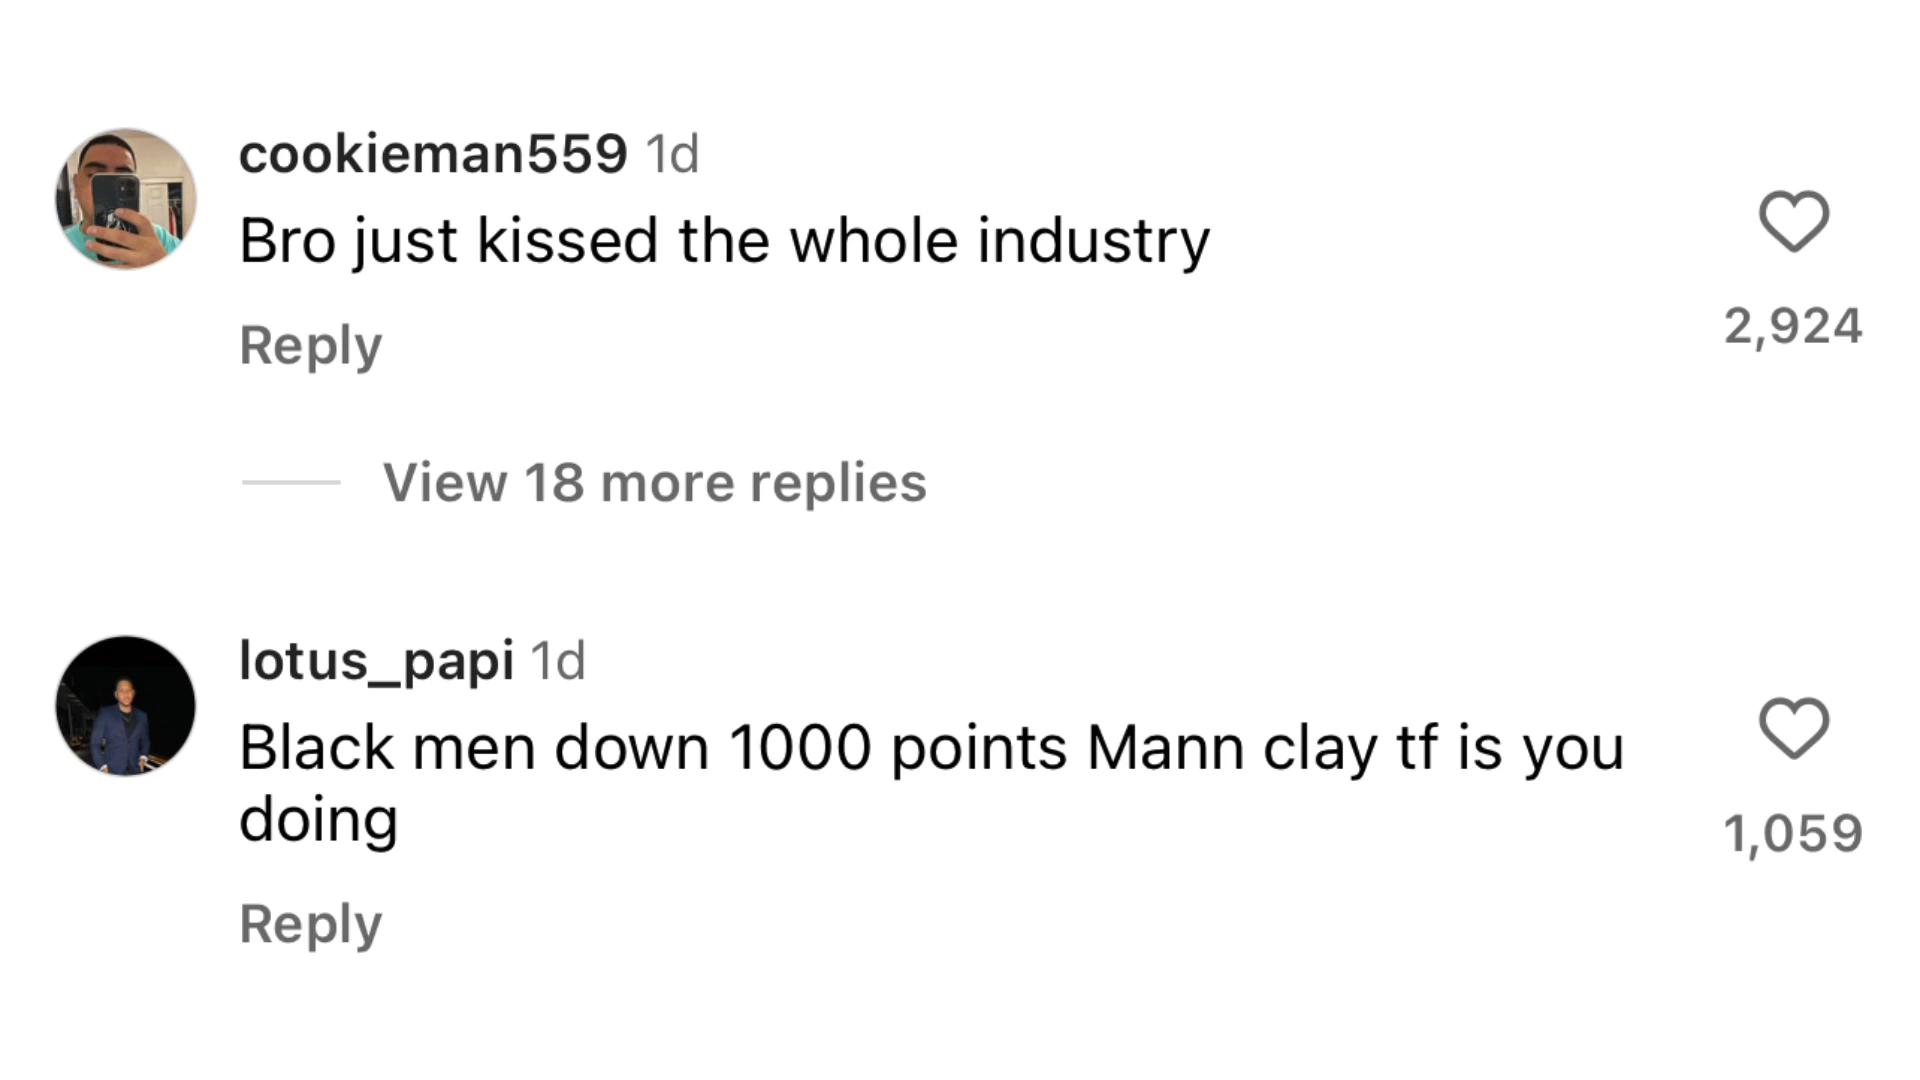 cookieman559 1d
Bro just kissed the whole industry
2,924
Reply
View 18 more replies
lotus_papi 1d
Black men down 1000 points Mann clay tf is you
doing
1,059
Reply